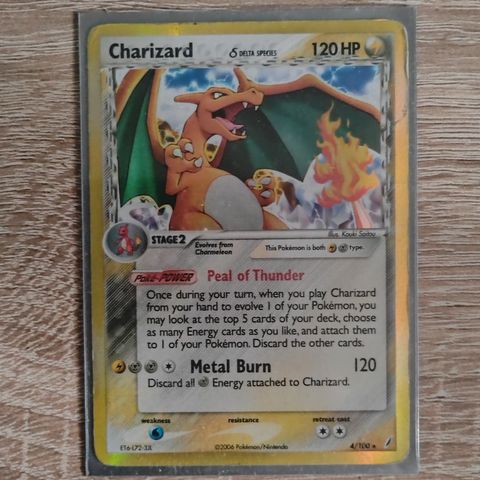 Charizard δ DELTA SPECIES 120 HP
Illus. Kouki Saitou
STAGE 2
Evolves from
Charmeleon
This Pokémon is both type.
Poké-POWER Peal of Thunder
Once during your turn, when you play Charizard
from your hand to evolve 1 of your Pokémon, you
may look at the top 5 cards of your deck, choose
as many Energy cards as you like, and attach them
to 1 of your Pokémon. Discard the other cards.
Metal Burn 120
Discard all Energy attached to Charizard.
weakness resistance retreat cost
©2006 Pokémon/Nintendo
4/100 ★